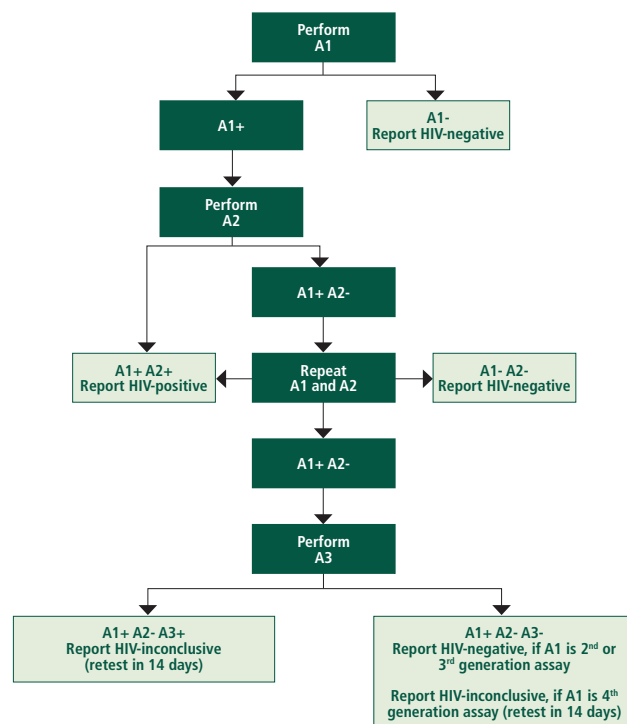 Perform
A1
A1+
A1-
Report HIV-negative
Perform
A2
A1+ A2-
A1+ A2+
Report HIV-positive
Repeat
A1 and A2
A1- A2-
Report HIV-negative
A1+ A2-
Perform
A3
A1+ A2- A3+
Report HIV-inconclusive
(retest in 14 days)
A1+ A2- A3-
Report HIV-negative, if A1 is 2nd or
3rd generation assay
Report HIV-inconclusive, if A1 is 4th
generation assay (retest in 14 days)